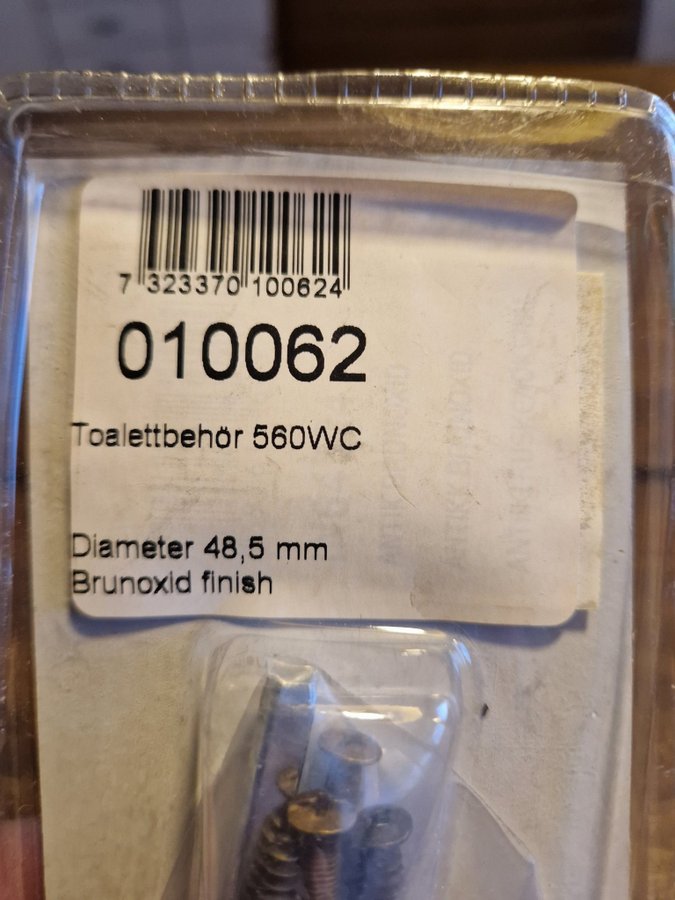 7 323370 100624
010062
Toalettbehör 560WC
Diameter 48,5 mm
Brunoxid finish